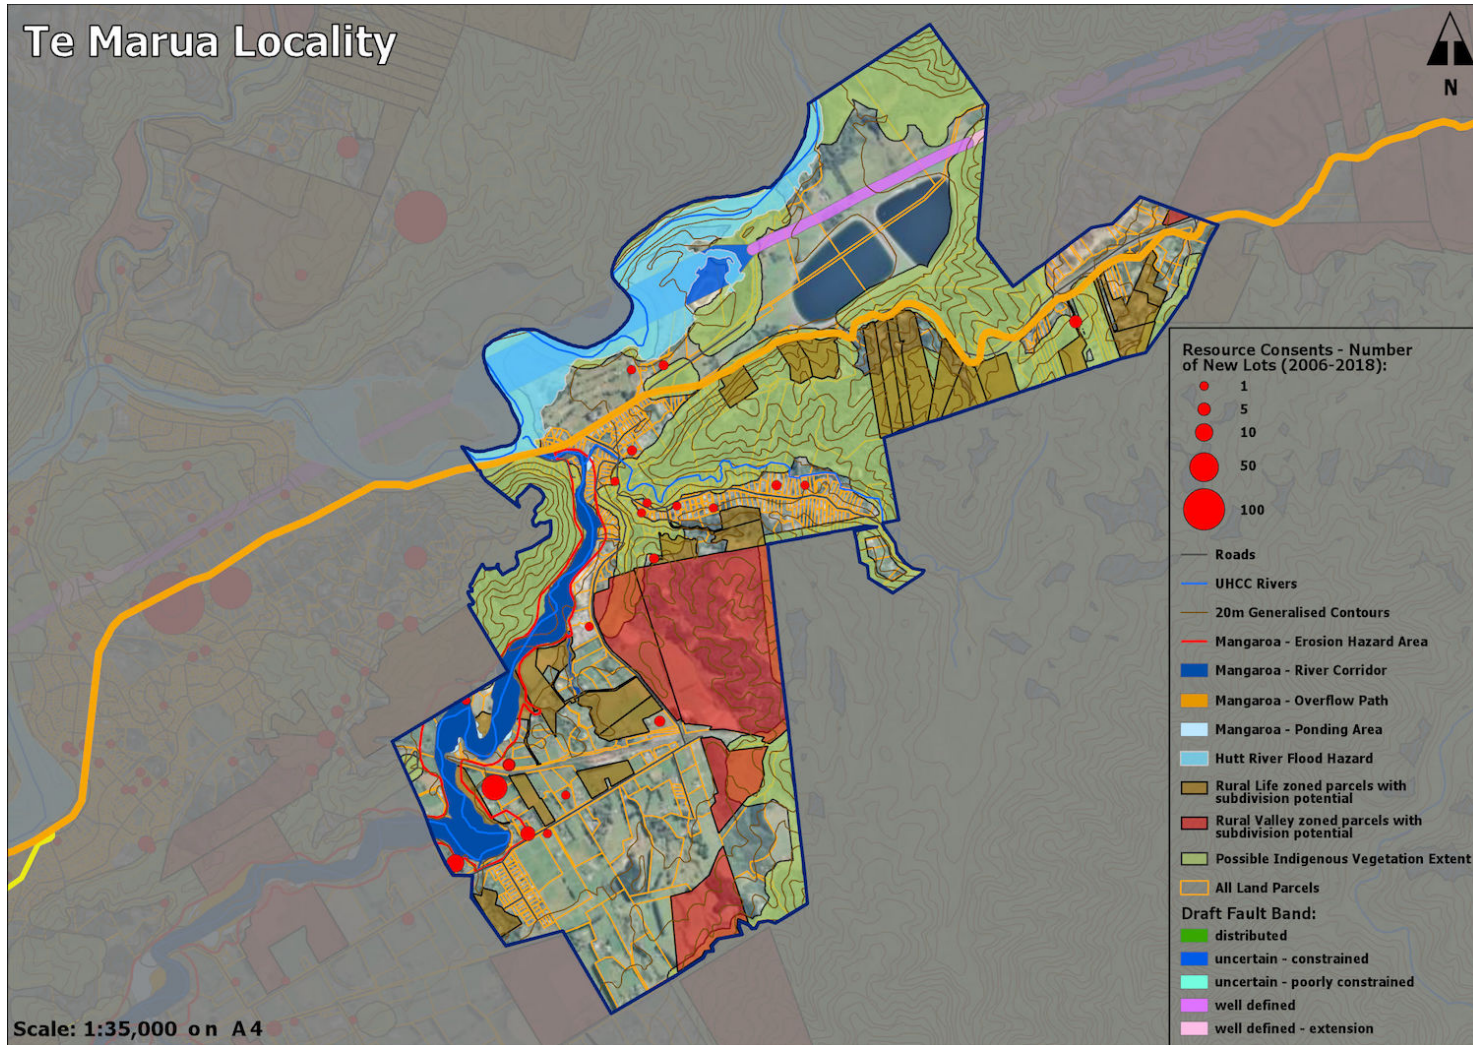 Te Marua Locality
N
Resource Consents - Number
of New Lots (2006-2018):
1
5
10
50
100
Roads
UHCC Rivers
20m Generalised Contours
Mangaroa - Erosion Hazard Area
Mangaroa - River Corridor
Mangaroa - Overflow Path
Mangaroa - Ponding Area
Hutt River Flood Hazard
Rural Life zoned parcels with
subdivision potential
Rural Valley zoned parcels with
subdivision potential
Possible Indigenous Vegetation Extent
All Land Parcels
Draft Fault Band:
distributed
uncertain - constrained
uncertain - poorly constrained
well defined
well defined - extension
Scale: 1:35,000 on A4